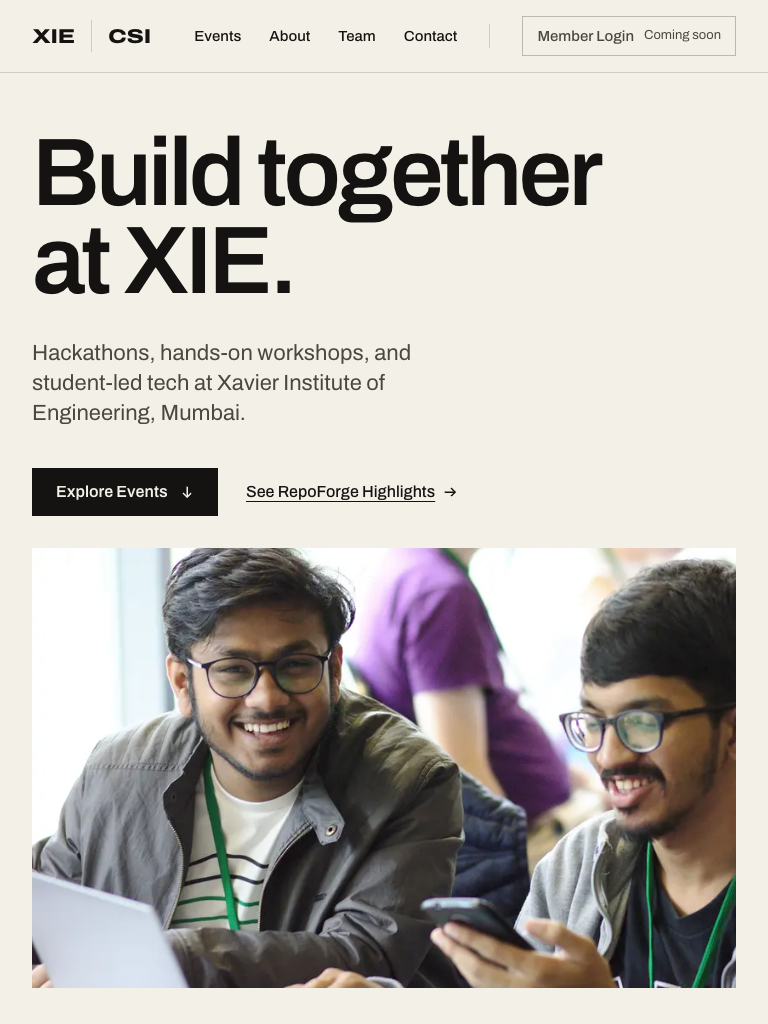 XIE CSI Events About Team Contact Member Login Coming soon
Build together
at XIE.
Hackathons, hands-on workshops, and
student-led tech at Xavier Institute of
Engineering, Mumbai.
Explore Events ↓ See RepoForge Highlights →